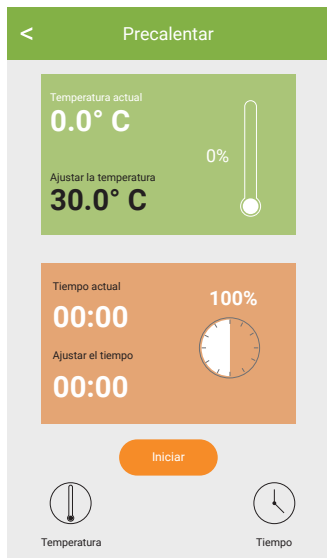 < Precalentar
Temperatura actual
0.0° C
0%
Ajustar la temperatura
30.0° C
Tiempo actual
100%
00:00
Ajustar el tiempo
00:00
Iniciar
Temperatura
Tiempo